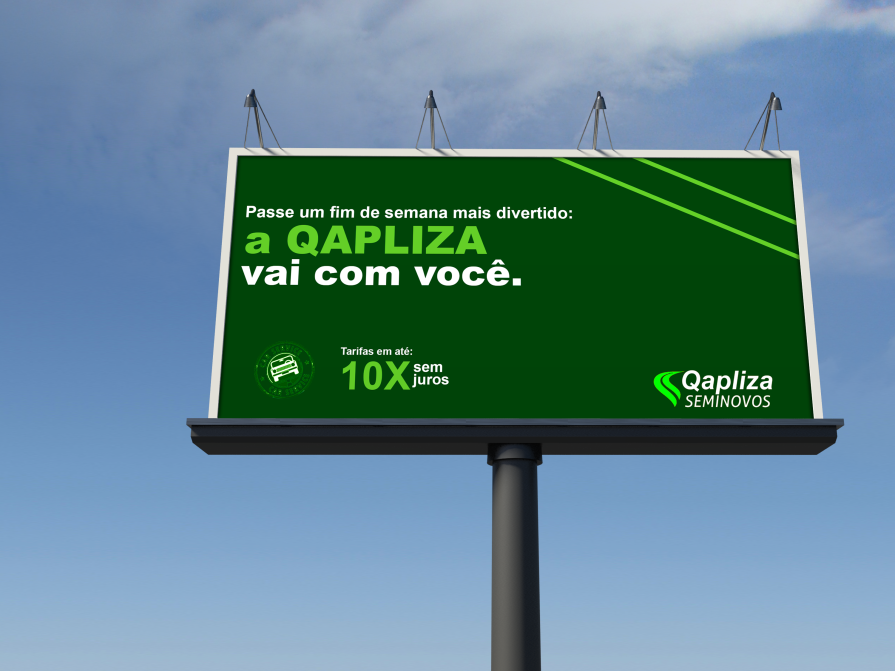 Passe um fim de semana mais divertido:
a QAPLIZA
vai com você.
Tarifas em até:
10X sem
juros
Qapliza
SEMINOVOS